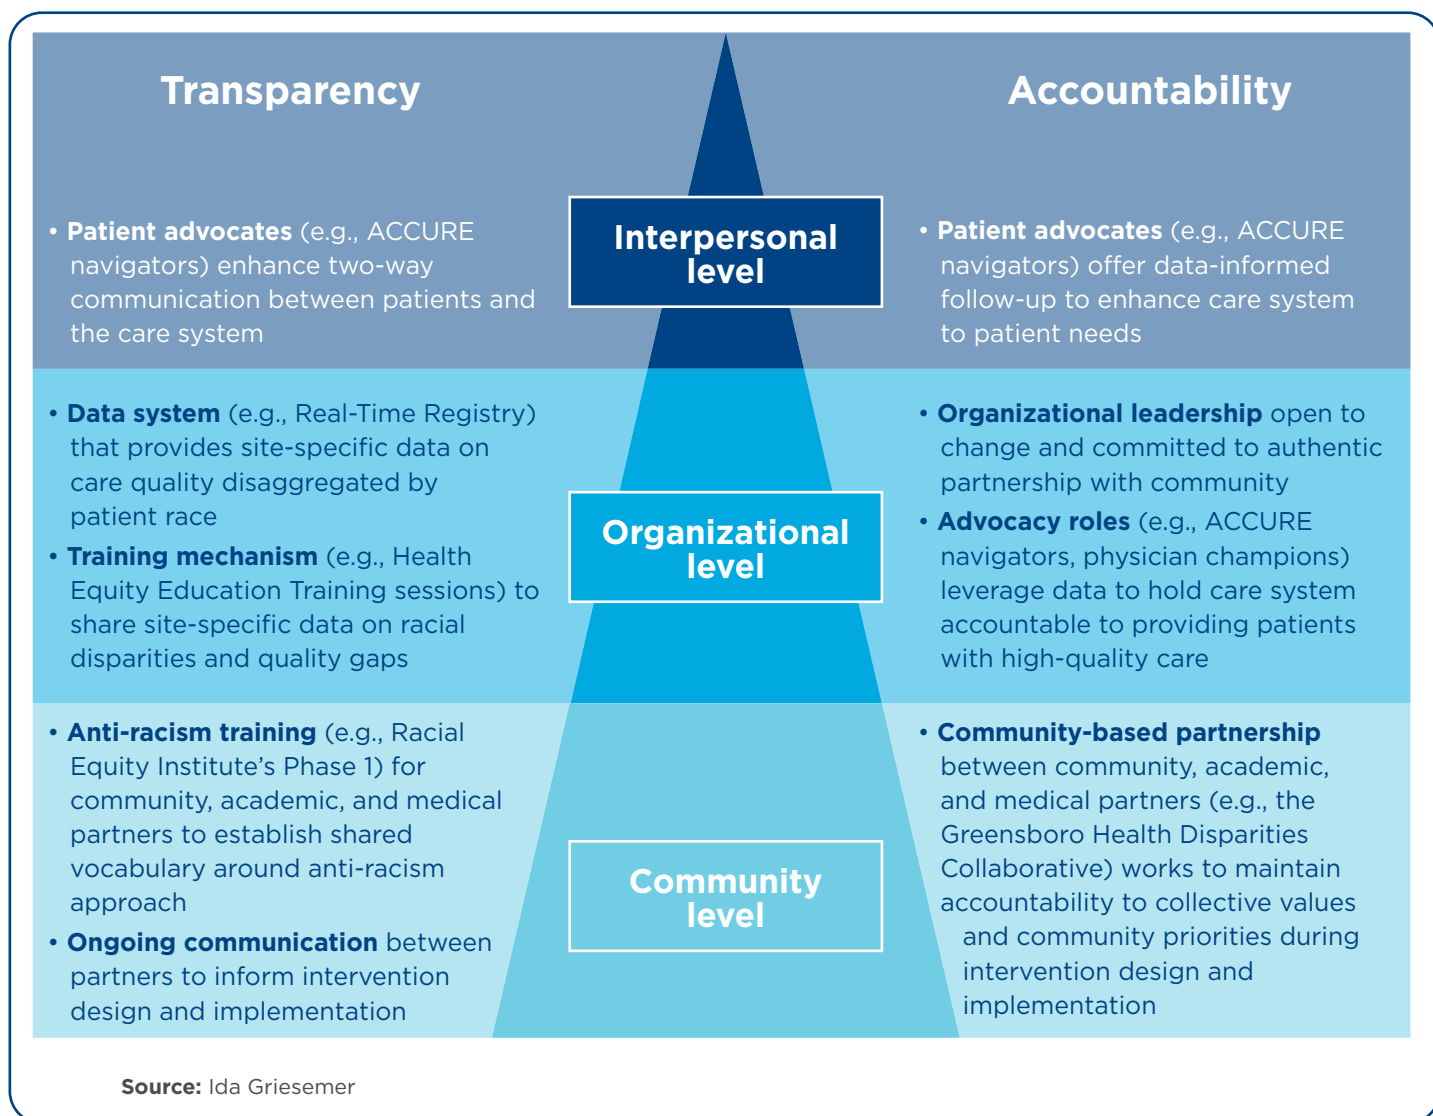 Transparency
Accountability
Interpersonal
level
• Patient advocates (e.g., ACCURE
navigators) enhance two-way
communication between patients and
the care system
• Patient advocates (e.g., ACCURE
navigators) offer data-informed
follow-up to enhance care system
to patient needs
Organizational
level
• Data system (e.g., Real-Time Registry)
that provides site-specific data on
care quality disaggregated by
patient race
• Training mechanism (e.g., Health
Equity Education Training sessions) to
share site-specific data on racial
disparities and quality gaps
• Organizational leadership open to
change and committed to authentic
partnership with community
• Advocacy roles (e.g., ACCURE
navigators, physician champions)
leverage data to hold care system
accountable to providing patients
with high-quality care
Community
level
• Anti-racism training (e.g., Racial
Equity Institute’s Phase 1) for
community, academic, and medical
partners to establish shared
vocabulary around anti-racism
approach
• Ongoing communication between
partners to inform intervention
design and implementation
• Community-based partnership
between community, academic,
and medical partners (e.g., the
Greensboro Health Disparities
Collaborative) works to maintain
accountability to collective values
and community priorities during
intervention design and
implementation
Source: Ida Griesemer